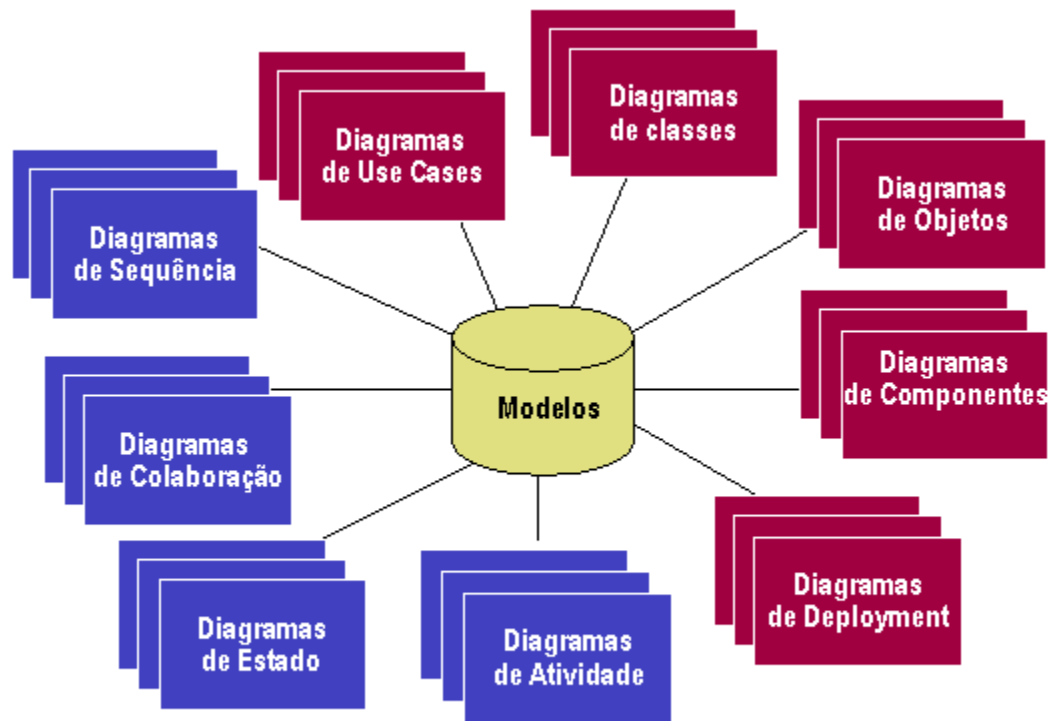 Diagramas
de Use Cases
Diagramas
de classes
Diagramas
de Objetos
Diagramas
de Sequência
Diagramas
de Componentes
Modelos
Diagramas
de Colaboração
Diagramas
de Deployment
Diagramas
de Estado
Diagramas
de Atividade